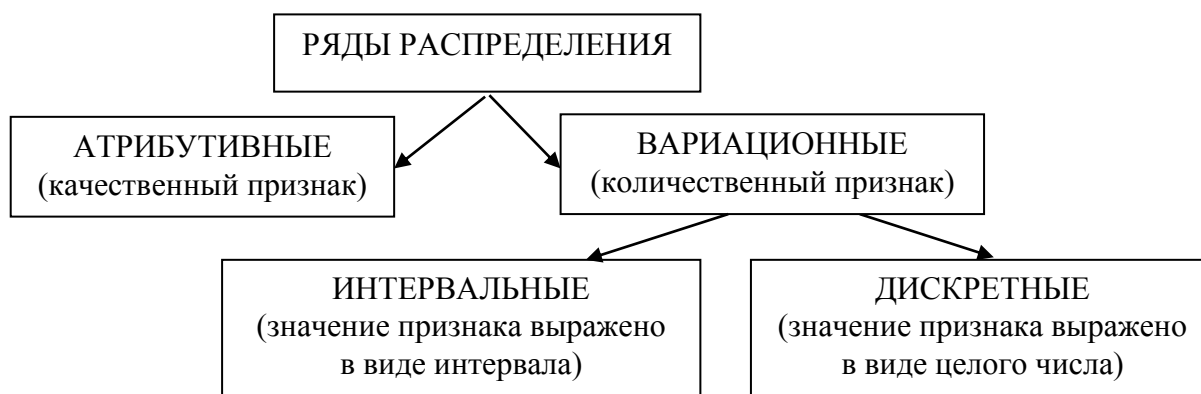 РЯДЫ РАСПРЕДЕЛЕНИЯ
АТРИБУТИВНЫЕ
(качественный признак)
ВАРИАЦИОННЫЕ
(количественный признак)
ИНТЕРВАЛЬНЫЕ
(значение признака выражено
в виде интервала)
ДИСКРЕТНЫЕ
(значение признака выражено
в виде целого числа)